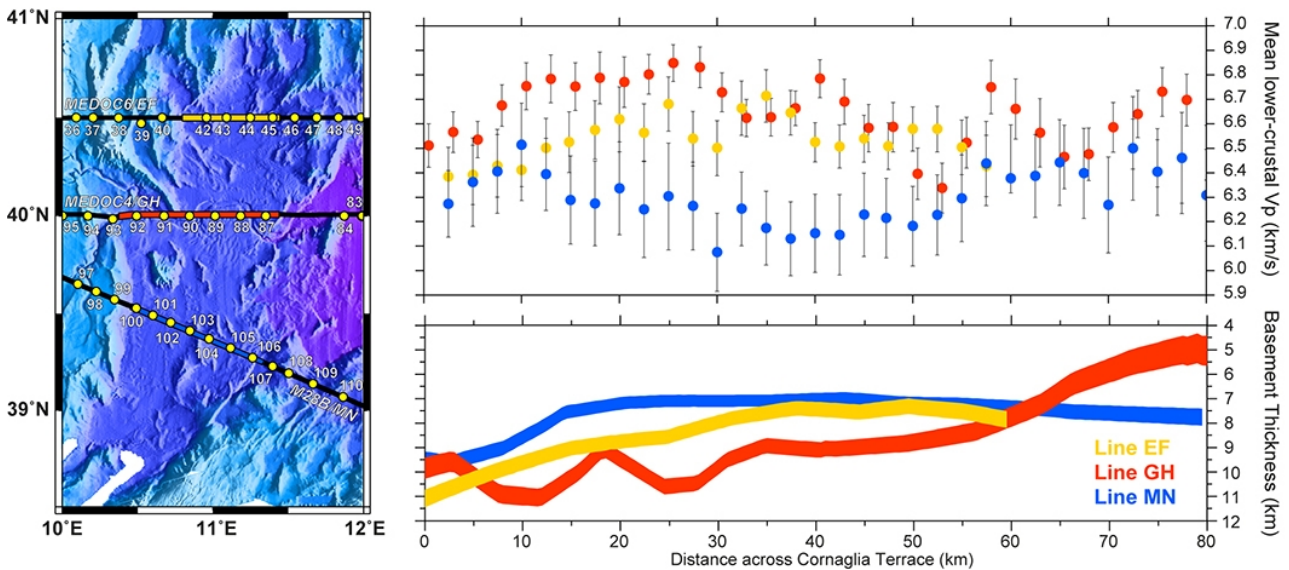 41°N
40°N
39°N
10°E
11°E
12°E
MEDOC6/EF
36 37 38 39 40 42 43 44 45 46 47 48 49
MEDOC4/GH
83
95 94 93 92 91 90 89 88 87 84
97
98
99
100
101
102
103
104
105
106
107
108
109
110
M28B/MN
7.0
6.9
6.8
6.7
6.6
6.5
6.4
6.3
6.2
6.1
6.0
5.9
Mean lower-crustal Vp (km/s)
4
5
6
7
8
9
10
11
12
Basement Thickness (km)
Line EF
Line GH
Line MN
0 10 20 30 40 50 60 70 80
Distance across Cornaglia Terrace (km)